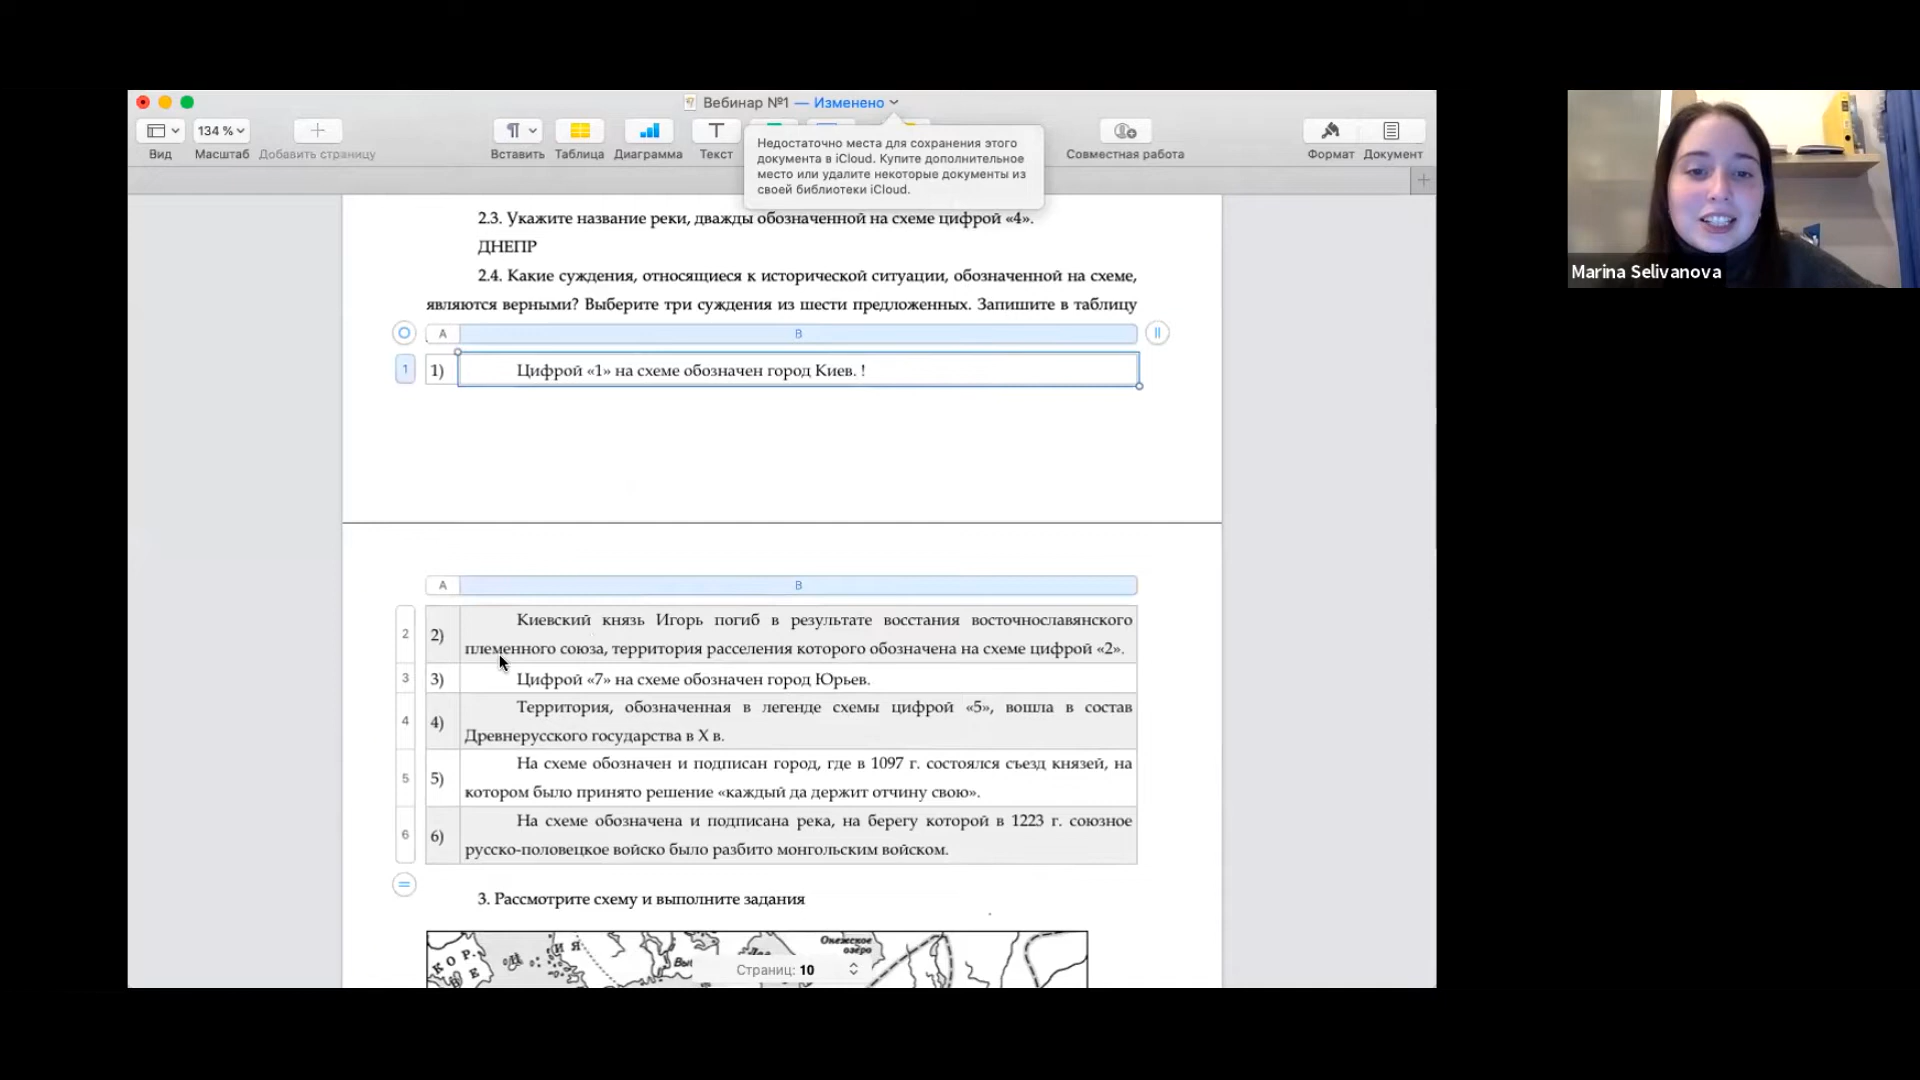 Вебинар №1 — Изменено
134 %
Вид
Масштаб
Добавить страницу
Вставить
Таблица
Диаграмма
Текст
Совместная работа
Формат
Документ
Недостаточно места для сохранения этого
документа в iCloud. Купите дополнительное
место или удалите некоторые документы из
своей библиотеки iCloud.
2.3. Укажите название реки, дважды обозначенной на схеме цифрой «4».
ДНЕПР
2.4. Какие суждения, относящиеся к исторической ситуации, обозначенной на схеме,
являются верными? Выберите три суждения из шести предложенных. Запишите в таблицу
A B
1 1) Цифрой «1» на схеме обозначен город Киев. !
A B
2 2) Киевский князь Игорь погиб в результате восстания восточнославянского
племенного союза, территория расселения которого обозначена на схеме цифрой «2».
3 3) Цифрой «7» на схеме обозначен город Юрьев.
4 4) Территория, обозначенная в легенде схемы цифрой «5», вошла в состав
Древнерусского государства в X в.
5 5) На схеме обозначен и подписан город, где в 1097 г. состоялся съезд князей, на
котором было принято решение «каждый да держит отчину свою».
6 6) На схеме обозначена и подписана река, на берегу которой в 1223 г. союзное
русско-половецкое войско было разбито монгольским войском.
3. Рассмотрите схему и выполните задания
Онежское
озеро
Страниц: 10
Marina Selivanova